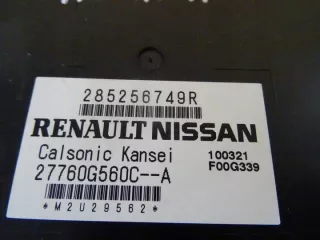 285256749R
RENAULT NISSAN
Calsonic Kansei
100321
27760G560C--A
F00G339
*M2U29562*